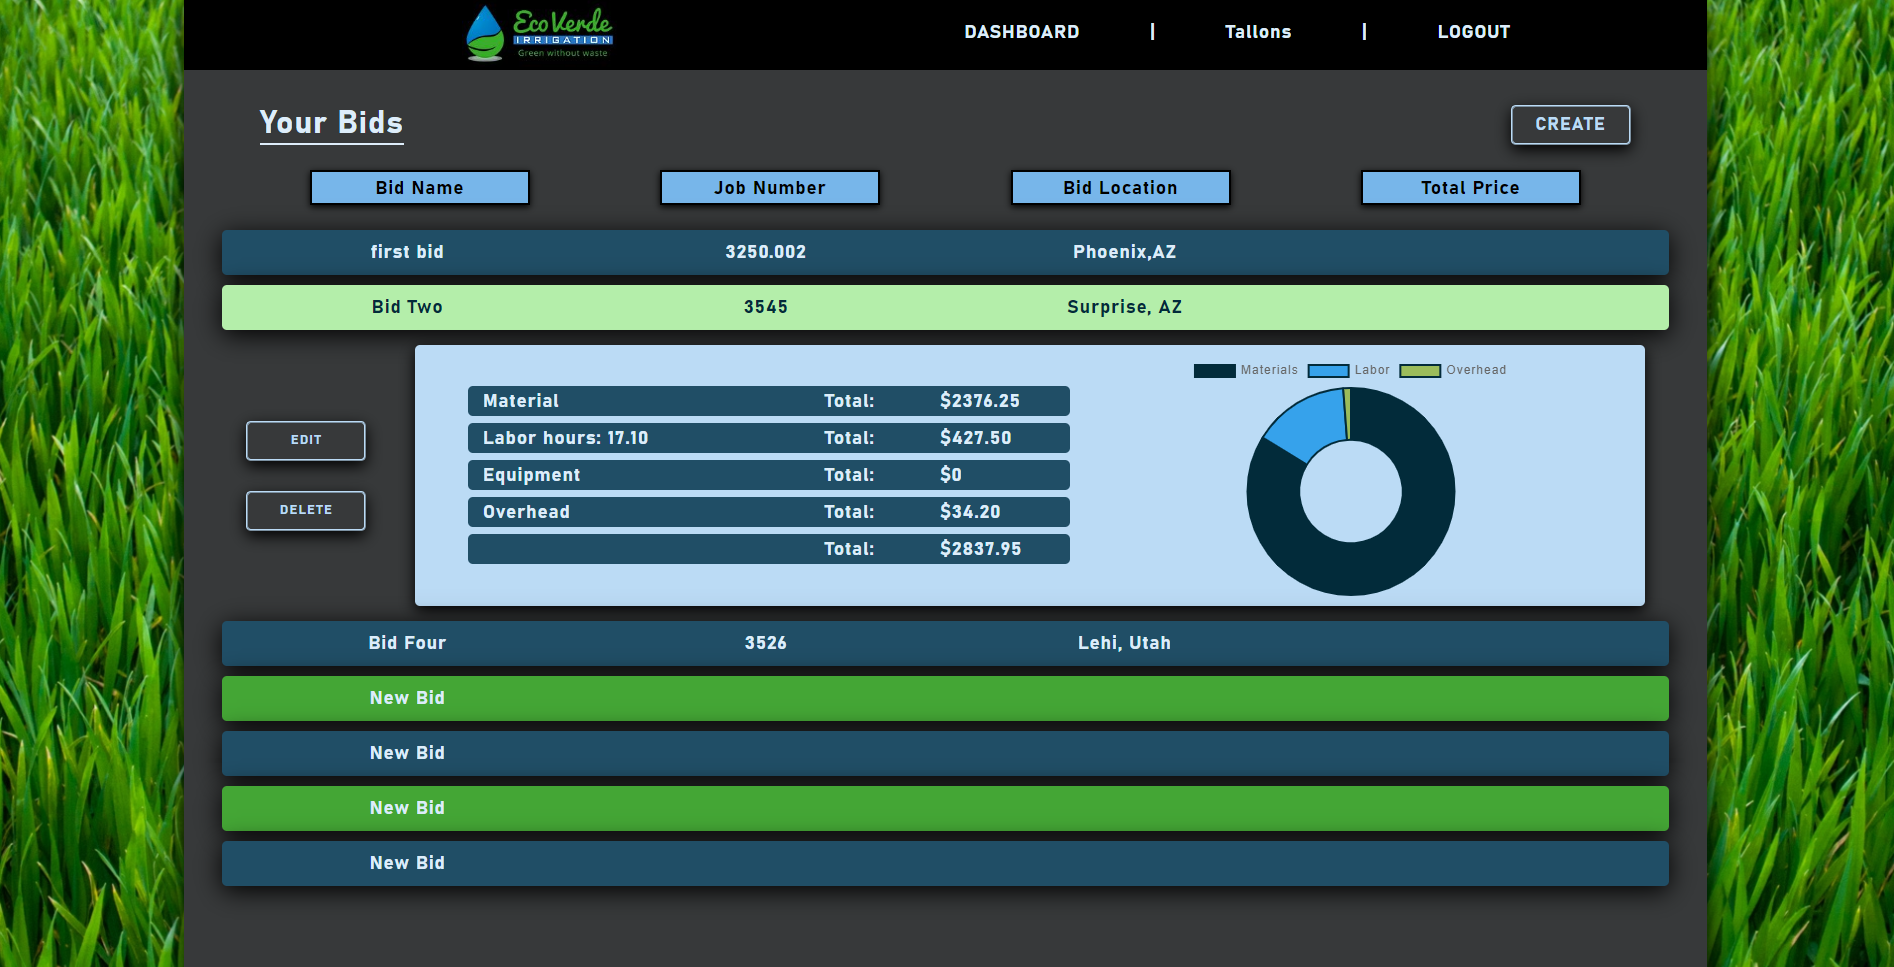 Eco Verde
IRRIGATION
Green without waste
DASHBOARD | Tallons | LOGOUT
Your Bids
CREATE
Bid Name Job Number Bid Location Total Price
first bid 3250.002 Phoenix,AZ
Bid Two 3545 Surprise, AZ
Materials Labor Overhead
Material Total: $2376.25
Labor hours: 17.10 Total: $427.50
EDIT
Equipment Total: $0
DELETE
Overhead Total: $34.20
Total: $2837.95
Bid Four 3526 Lehi, Utah
New Bid
New Bid
New Bid
New Bid